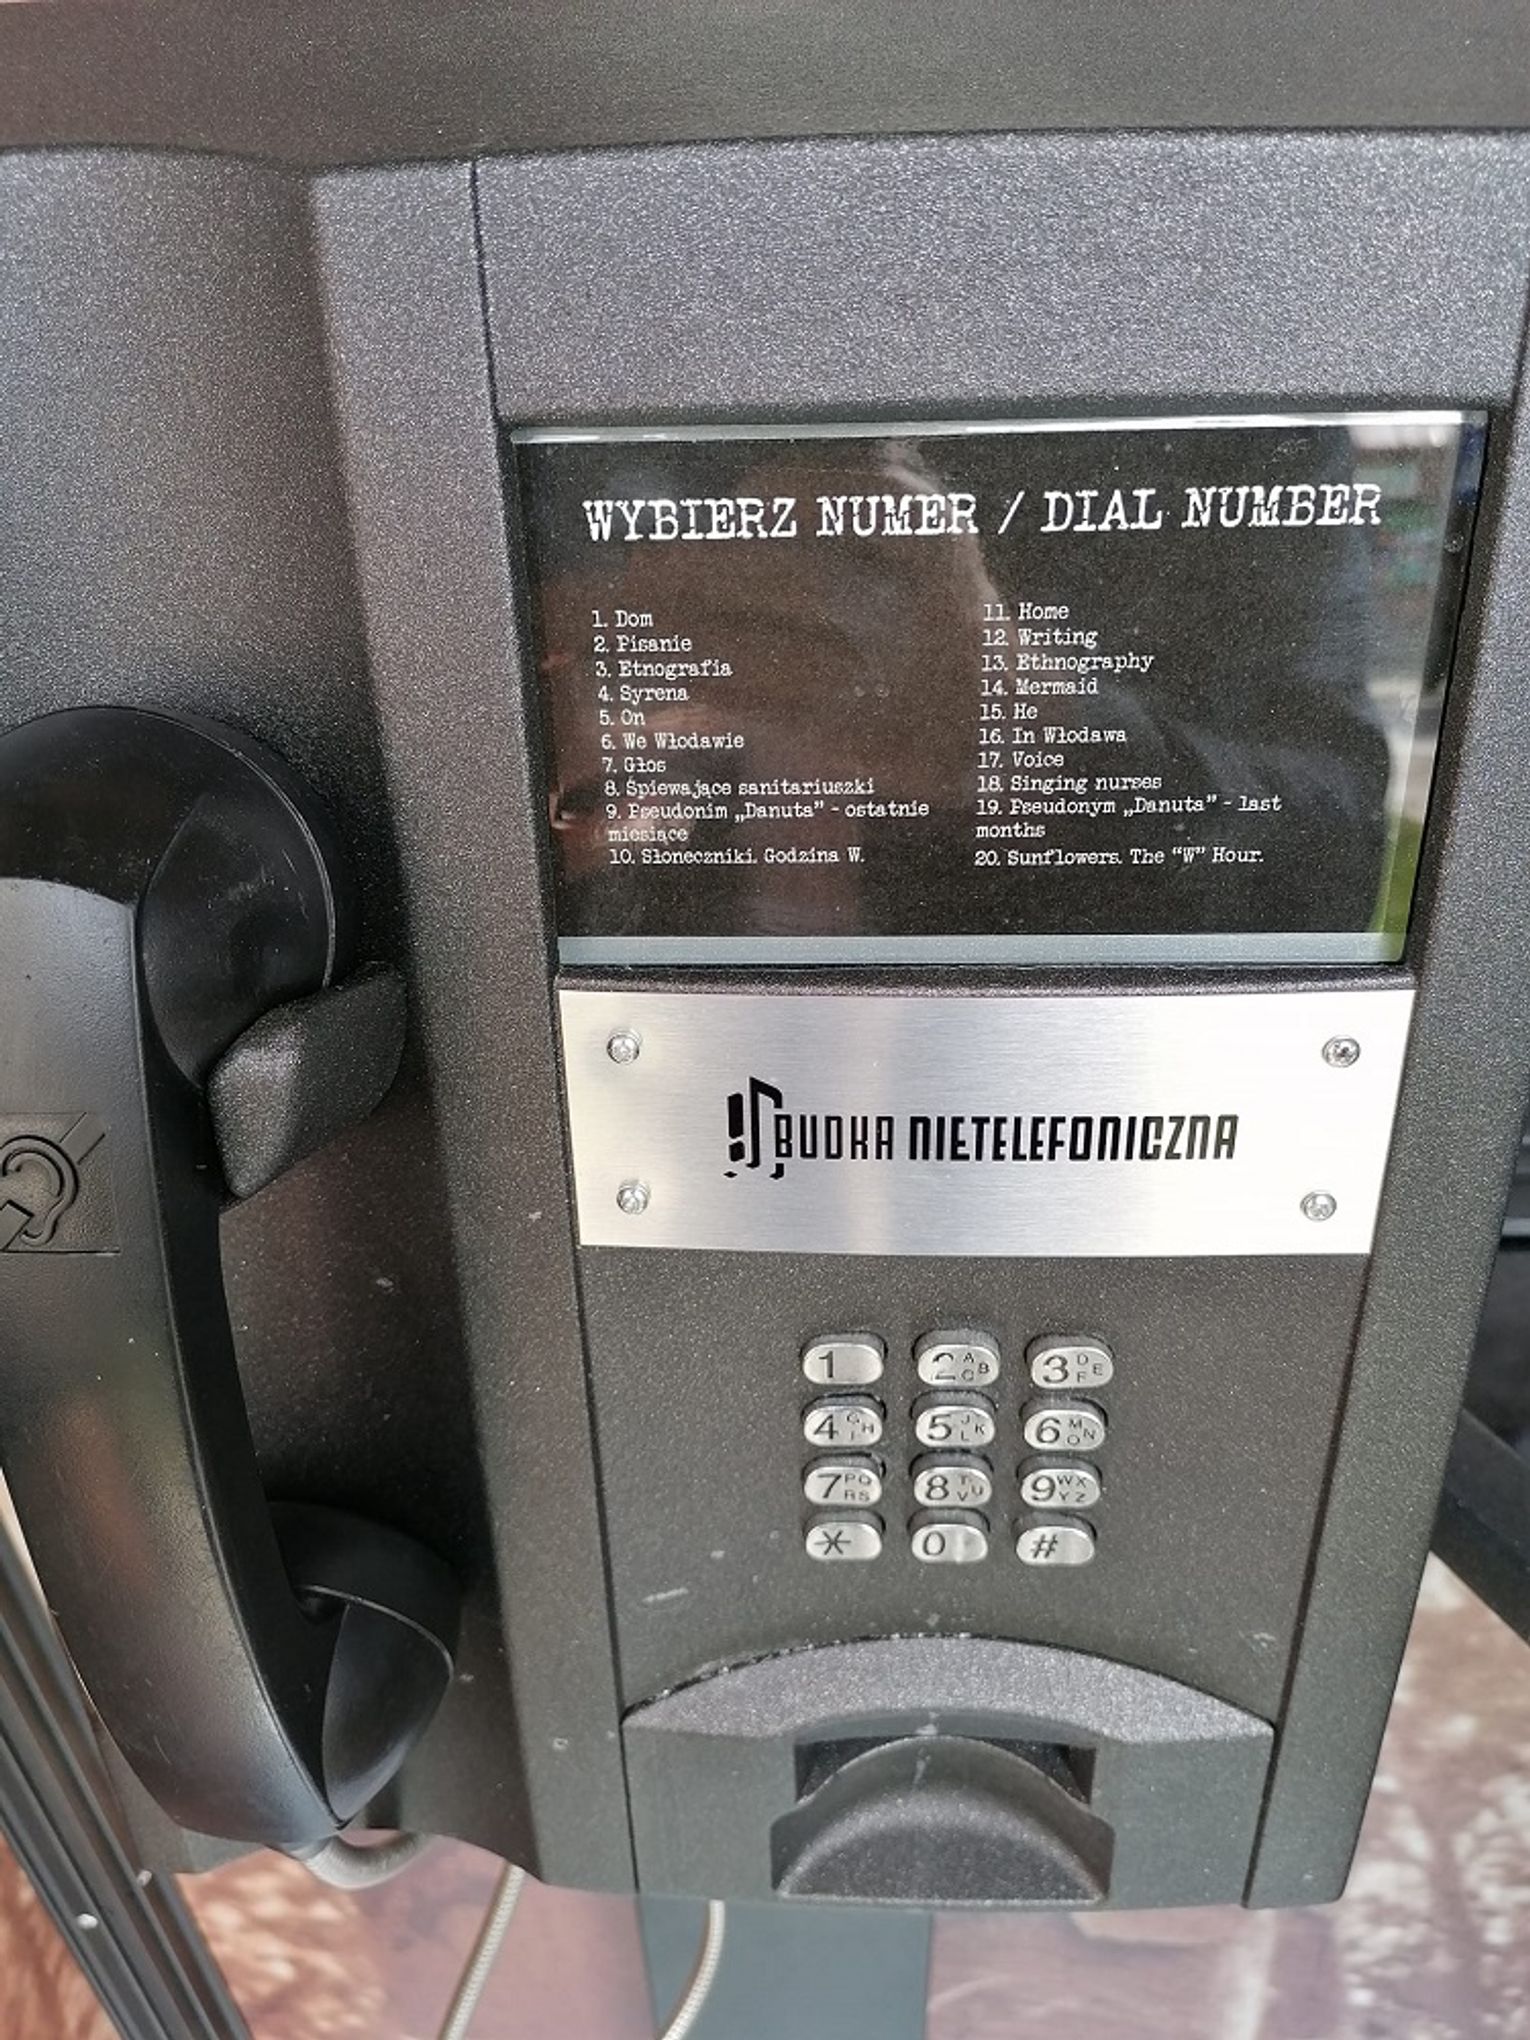 WYBIERZ NUMER / DIAL NUMBER
1. Dom
2. Pisanie
3. Etnografia
4. Syrena
5. On
6. We Włodawie
7. Głos
8. Śpiewające sanitariuszki
9. Pseudonim „Danuta” - ostatnie
miesiące
10. Słoneczniki. Godzina W.
11. Home
12. Writing
13. Ethnography
14. Mermaid
15. He
16. In Włodawa
17. Voice
18. Singing nurses
19. Pseudonym „Danuta” - last
months
20. Sunflowers. The “W” Hour.
BUDKA NIETELEFONICZNA
1 2 ABC 3 DEF
4 GHI 5 JKL 6 MNO
7 PQRS 8 TUV 9 WXYZ
* 0 #